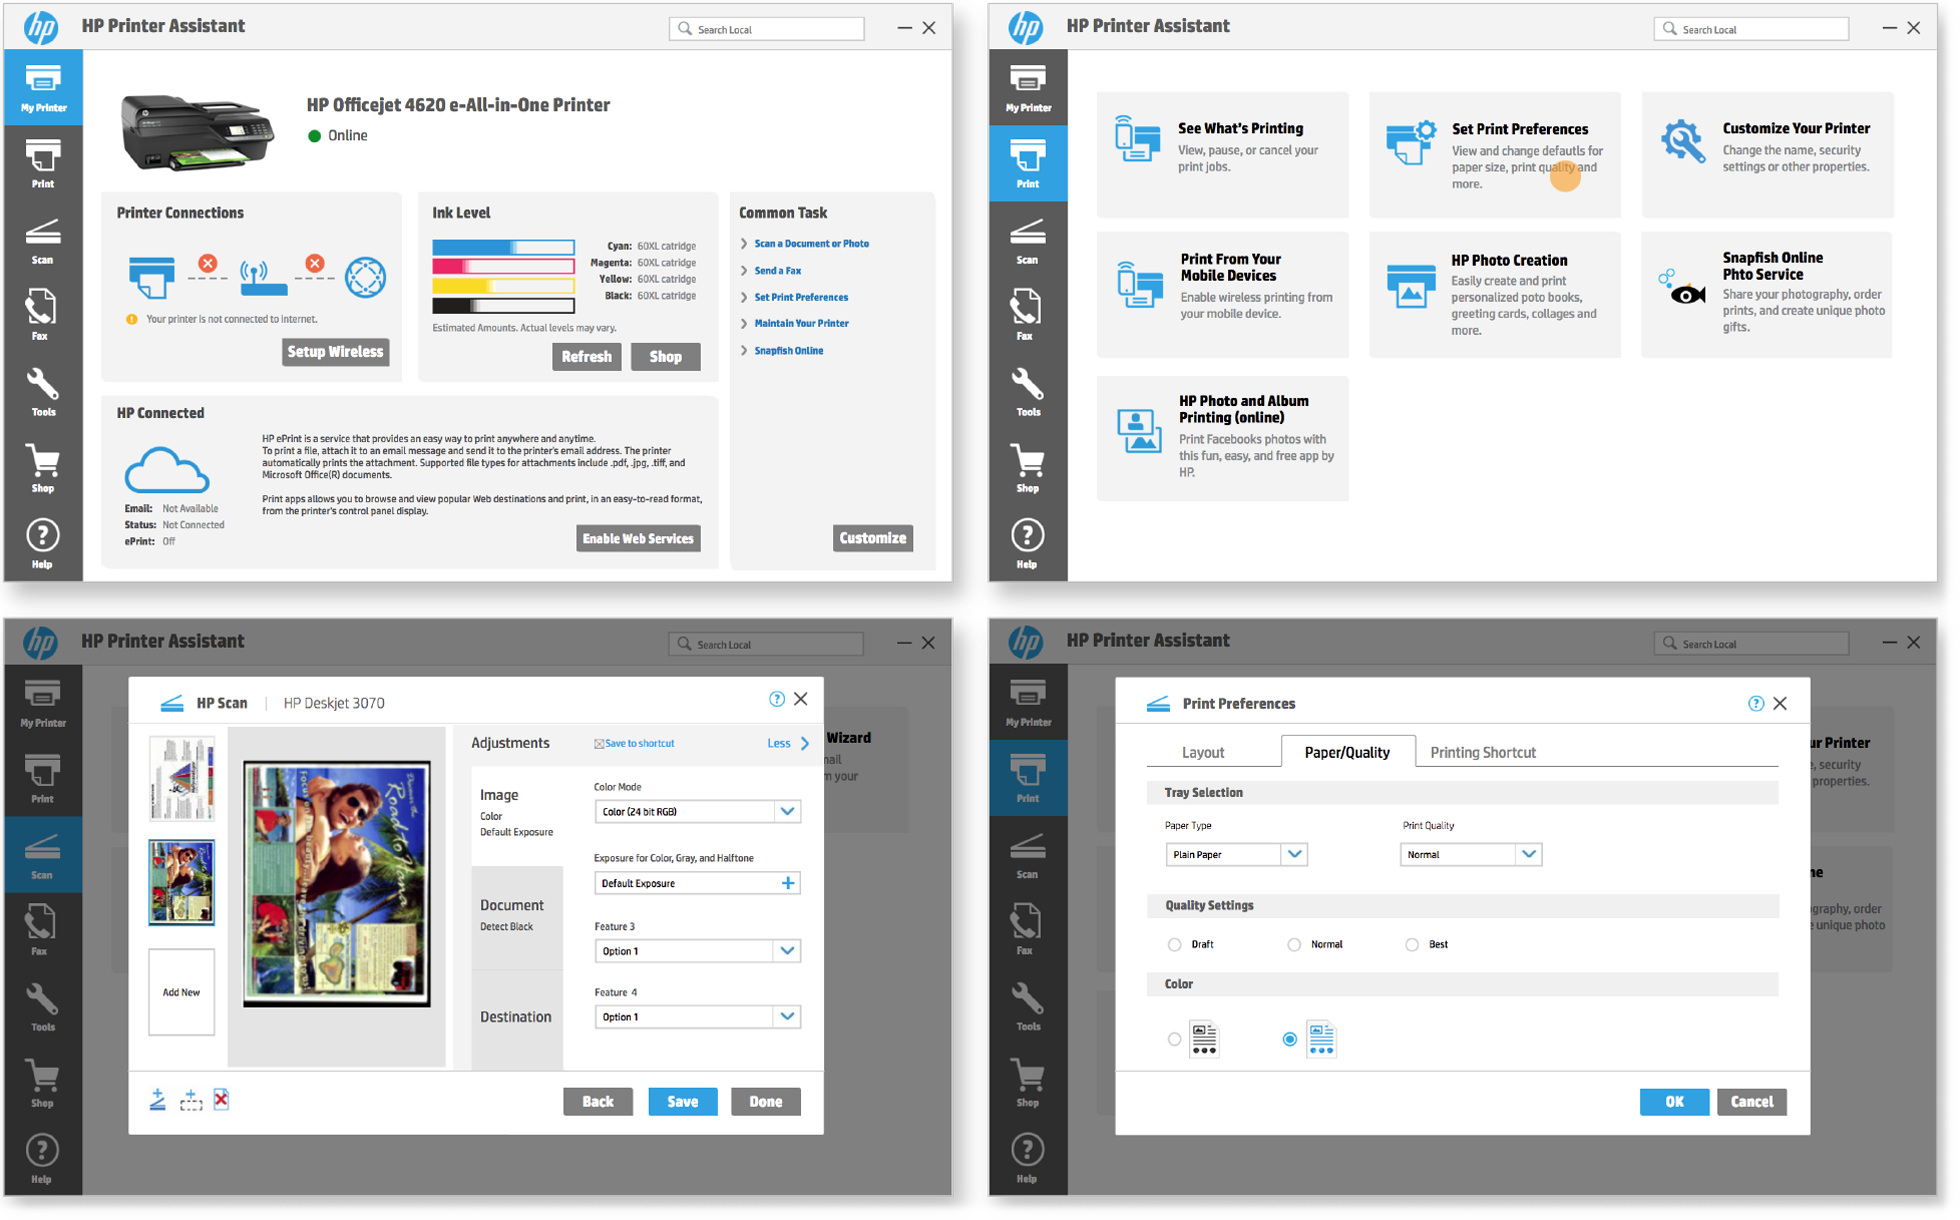 hp
HP Printer Assistant
Search Local
My Printer
Print
Scan
Fax
Tools
Shop
Help
HP Officejet 4620 e-All-in-One Printer
Online
Printer Connections
Your printer is not connected to internet.
Setup Wireless
Ink Level
Cyan: 60XL catridge
Magenta: 60XL catridge
Yellow: 60XL catridge
Black: 60XL catridge
Estimated Amounts. Actual levels may vary.
Refresh
Shop
Common Task
Scan a Document or Photo
Send a Fax
Set Print Preferences
Maintain Your Printer
Snapfish Online
Customize
HP Connected
Email: Not Available
Status: Not Connected
ePrint: Off
HP ePrint is a service that provides an easy way to print anywhere and anytime.
To print a file, attach it to an email message and send it to the printer's email address. The printer
automatically prints the attachment. Supported file types for attachments include .pdf, .jpg, .tiff, and
Microsoft Office(R) documents.
Print apps allows you to browse and view popular Web destinations and print, in an easy-to-read format,
from the printer's control panel display.
Enable Web Services
hp
HP Printer Assistant
Search Local
My Printer
Print
Scan
Fax
Tools
Shop
Help
See What's Printing
View, pause, or cancel your
print jobs.
Set Print Preferences
View and change defautls for
paper size, print quality and
more.
Customize Your Printer
Change the name, security
settings or other properties.
Print From Your
Mobile Devices
Enable wireless printing from
your mobile device.
HP Photo Creation
Easily create and print
personalized poto books,
greeting cards, collages and
more.
Snapfish Online
Phto Service
Share your photography, order
prints, and create unique photo
gifts.
HP Photo and Album
Printing (online)
Print Facebooks photos with
this fun, easy, and free app by
HP.
hp
HP Printer Assistant
Search Local
My Printer
Print
Scan
Fax
Tools
Shop
Help
Wizard
nail
m your
HP Scan
HP Deskjet 3070
Add New
Road to Hana
Adjustments
Save to shortcut
Less
Image
Color
Default Exposure
Document
Detect Black
Destination
Color Mode
Color (24 bit RGB)
Exposure for Color, Gray, and Halftone
Default Exposure
Feature 3
Option 1
Feature 4
Option 1
Back
Save
Done
hp
HP Printer Assistant
Search Local
My Printer
Print
Scan
Fax
Tools
Shop
Help
ur Printer
e, security
properties.
ne
graphy, order
e unique photo
Print Preferences
Layout
Paper/Quality
Printing Shortcut
Tray Selection
Paper Type
Plain Paper
Print Quality
Normal
Quality Settings
Draft
Normal
Best
Color
OK
Cancel